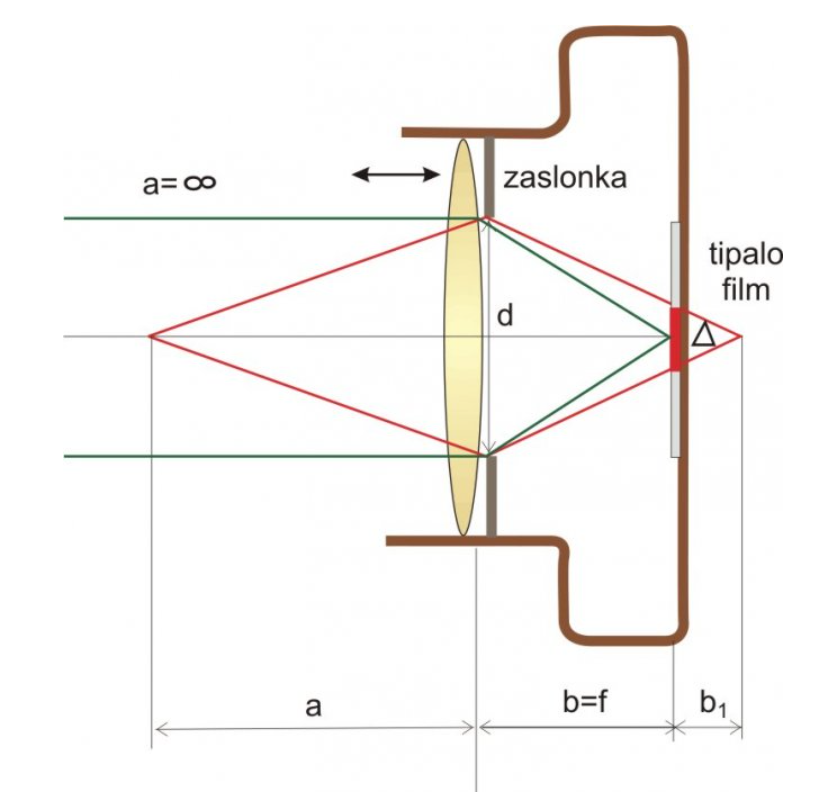 a= ∞
zaslonka
tipalo
film
d
Δ
a
b=f
b₁